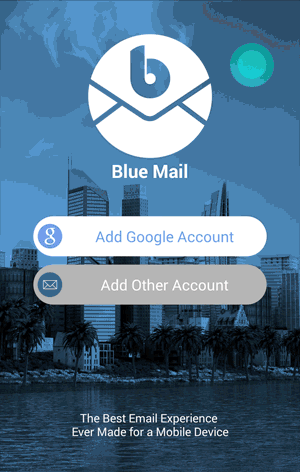 Blue Mail
Add Google Account
Add Other Account
The Best Email Experience
Ever Made for a Mobile Device